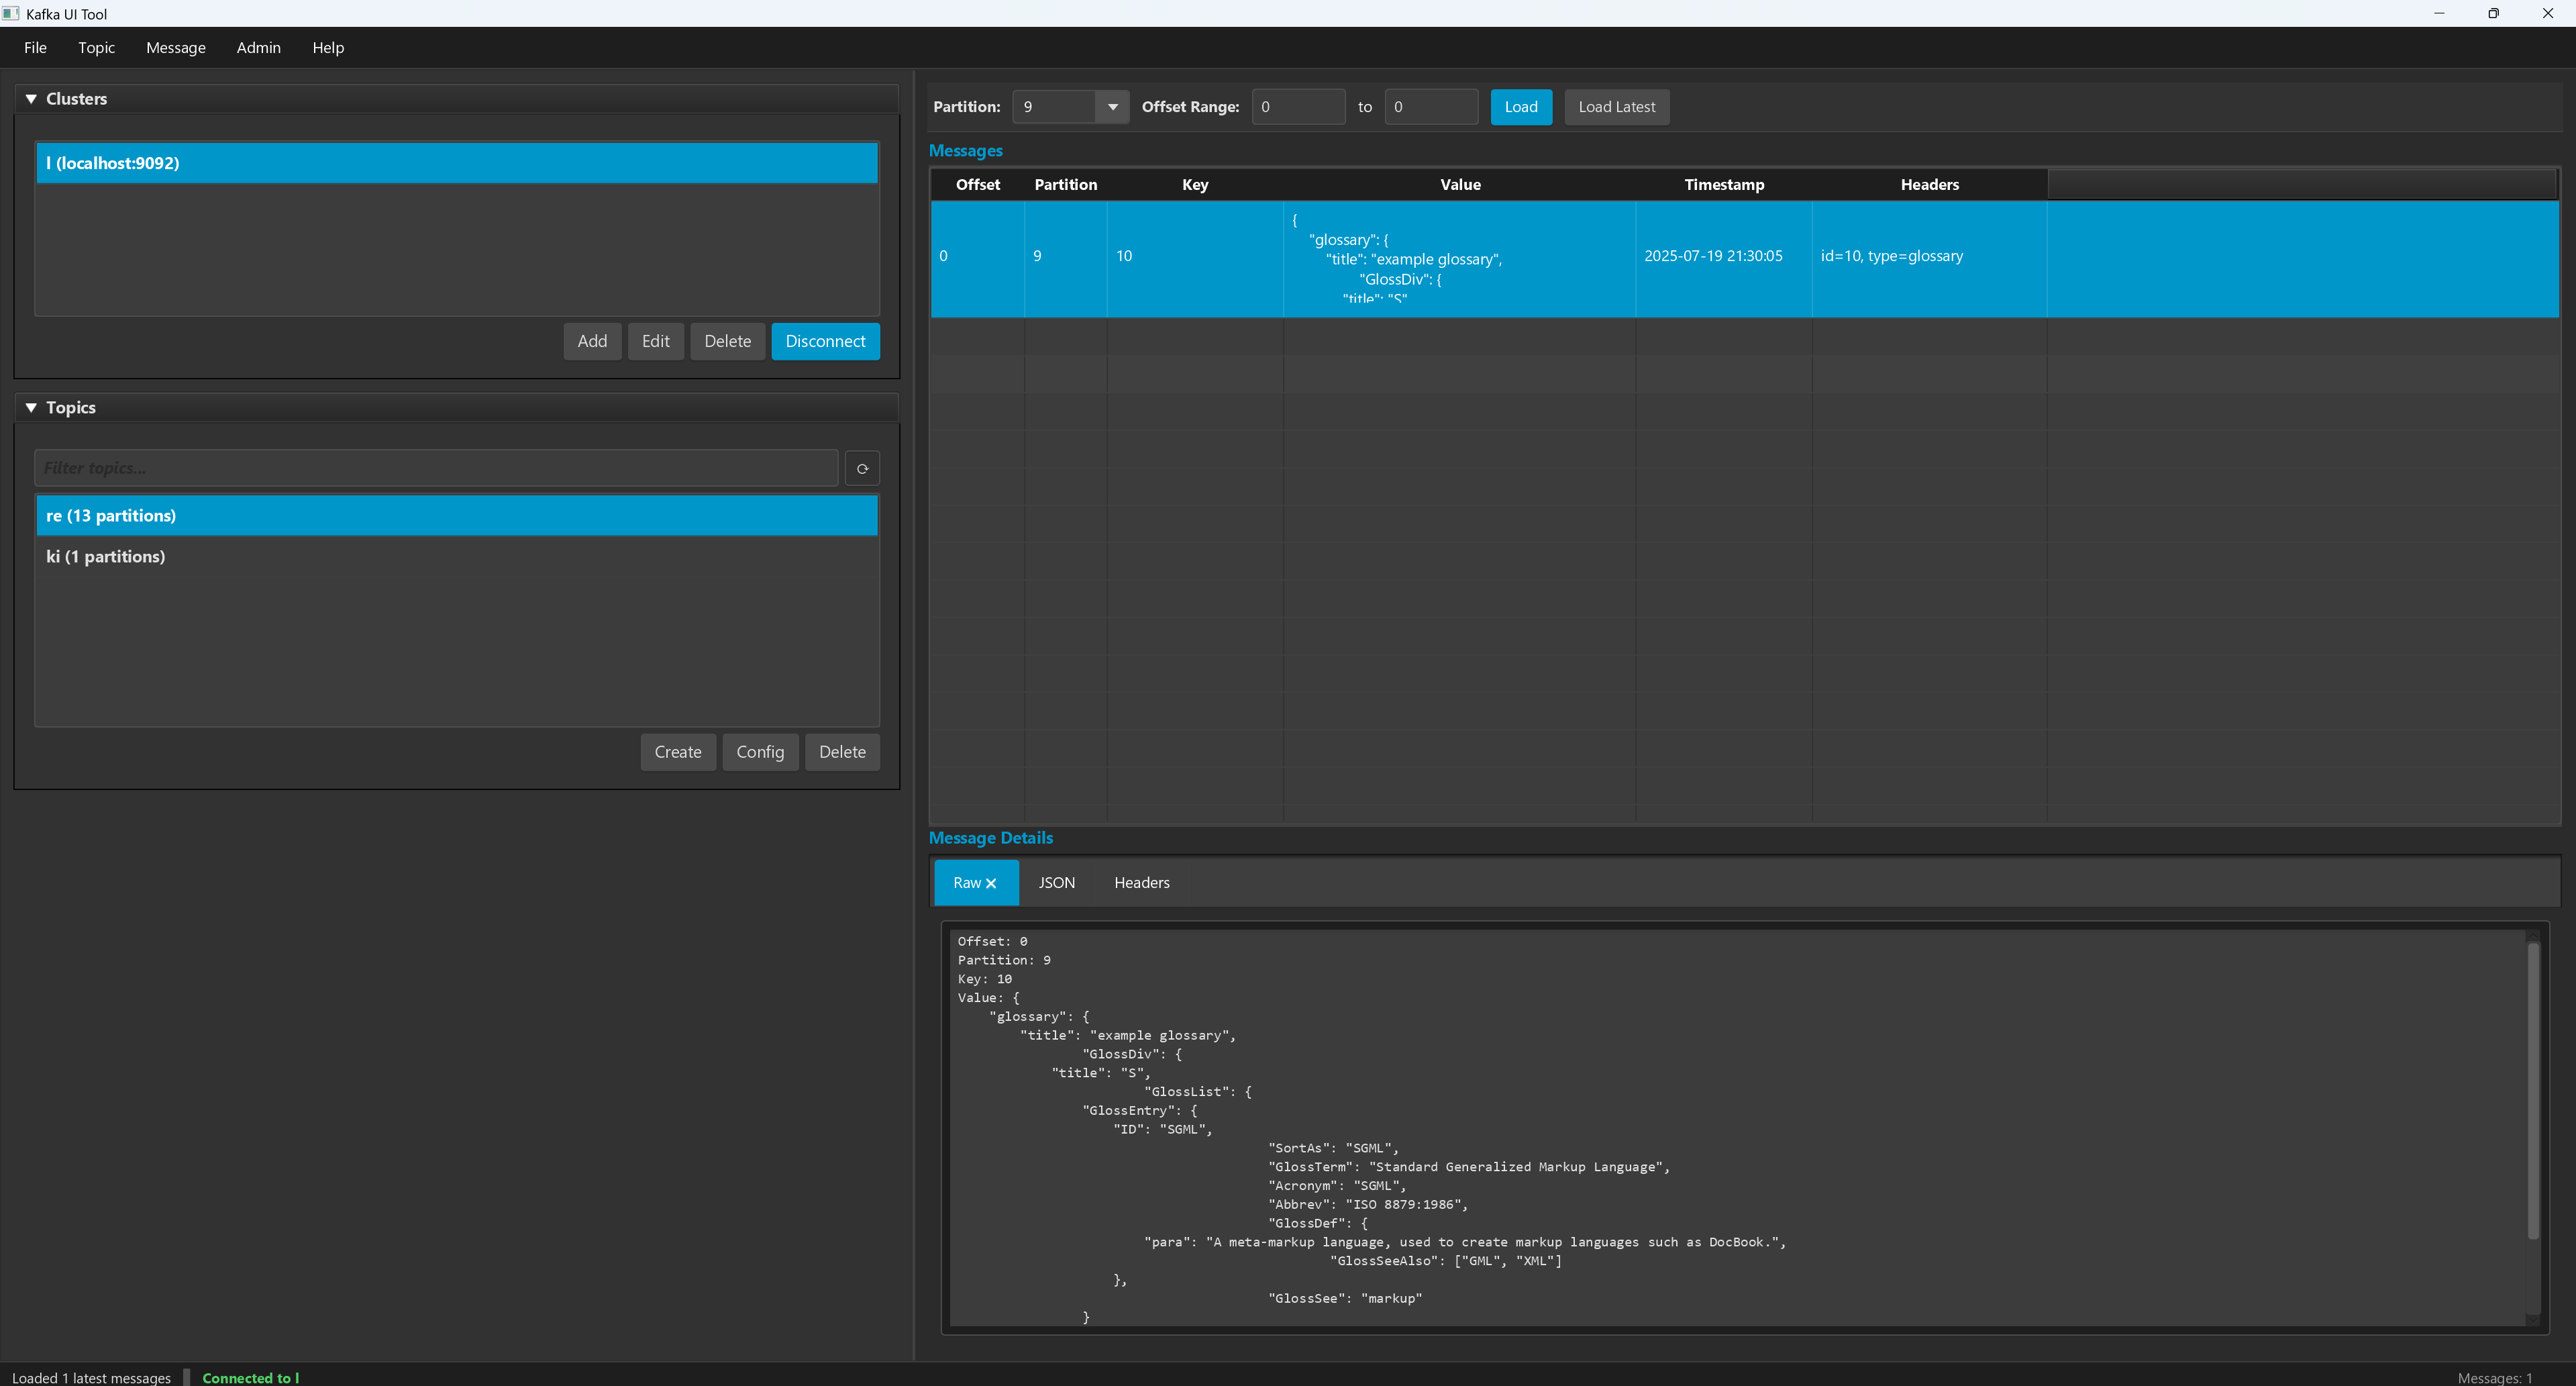 Kafka UI Tool
File Topic Message Admin Help
Clusters
l (localhost:9092)
Add Edit Delete Disconnect
Topics
Filter topics...
re (13 partitions)
ki (1 partitions)
Create Config Delete
Partition: 9 Offset Range: 0 to 0 Load Load Latest
Messages
Offset Partition Key Value Timestamp Headers
{
"glossary": {
"title": "example glossary",
0 9 10 2025-07-19 21:30:05 id=10, type=glossary
"GlossDiv": {
"title": "S"
Message Details
Raw JSON Headers
Offset: 0
Partition: 9
Key: 10
Value: {
"glossary": {
"title": "example glossary",
"GlossDiv": {
"title": "S",
"GlossList": {
"GlossEntry": {
"ID": "SGML",
"SortAs": "SGML",
"GlossTerm": "Standard Generalized Markup Language",
"Acronym": "SGML",
"Abbrev": "ISO 8879:1986",
"GlossDef": {
"para": "A meta-markup language, used to create markup languages such as DocBook.",
"GlossSeeAlso": ["GML", "XML"]
},
"GlossSee": "markup"
}
Loaded 1 latest messages Connected to l Messages: 1